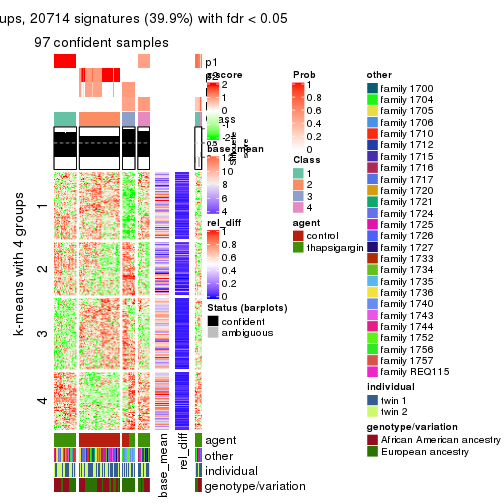 ups, 20714 signatures (39.9%) with fdr < 0.05
97 confident samples
p1
z-score
2
1
0
-1
-2
Prob
1
0.8
0.6
0.4
0.2
0
other
family 1700
family 1704
family 1705
family 1706
family 1710
family 1712
family 1715
family 1716
family 1717
family 1720
family 1721
family 1724
family 1725
family 1726
family 1727
family 1733
family 1734
family 1735
family 1736
family 1740
family 1743
family 1744
family 1752
family 1756
family 1757
family REQ115
base_mean
14
12
10
8
6
4
Class
1
2
3
4
agent
control
thapsigargin
rel_diff
1
0.8
0.6
0.4
0.2
0
Status (barplots)
confident
ambiguous
individual
twin 1
twin 2
genotype/variation
African American ancestry
European ancestry
k-means with 4 groups
1
2
3
4
base_mean
rel_diff
agent
other
individual
genotype/variation